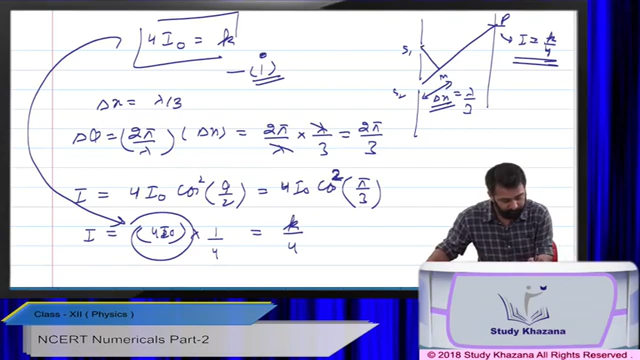 4I₀ = k
— (i)
Δx = λ/3
Δφ = (2π/λ) (Δx) = 2π/λ × λ/3 = 2π/3
I = 4I₀ Cos² (φ/2) = 4I₀ Cos² (π/3)
I = (4I₀) × 1/4 = k/4
P
I = k/4
S₁
S₂
M
Δx = λ/3
Study Khazana
Class - XII ( Physics )
NCERT Numericals Part-2
© 2018 Study Khazana. All Rights Reserved